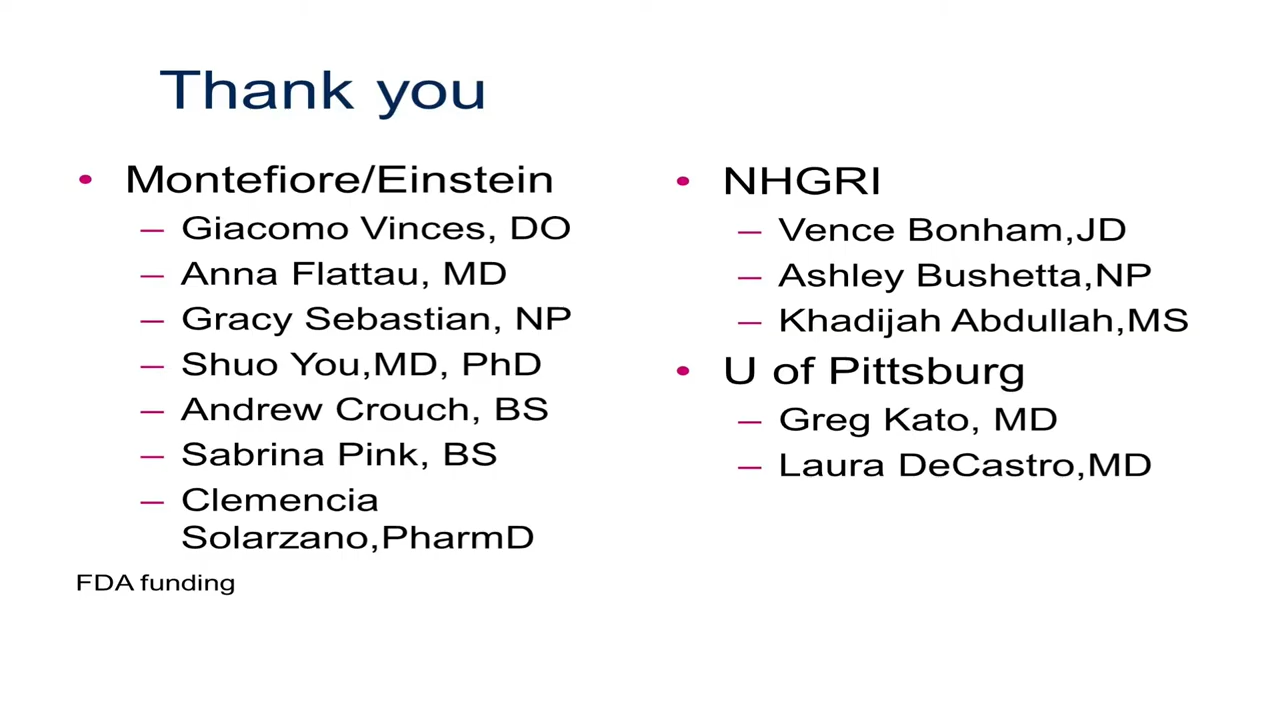 Thank you
• Montefiore/Einstein
– Giacomo Vinces, DO
– Anna Flattau, MD
– Gracy Sebastian, NP
– Shuo You,MD, PhD
– Andrew Crouch, BS
– Sabrina Pink, BS
– Clemencia
Solarzano,PharmD
FDA funding
• NHGRI
– Vence Bonham,JD
– Ashley Bushetta,NP
– Khadijah Abdullah,MS
• U of Pittsburg
– Greg Kato, MD
– Laura DeCastro,MD